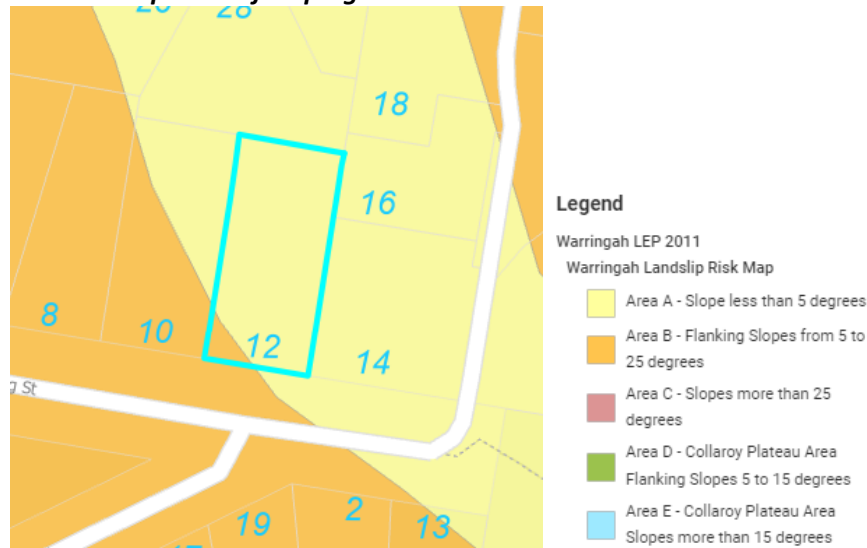 28
18
16
8
10
12
14
g St
19
2
13
Legend
Warringah LEP 2011
Warringah Landslip Risk Map
Area A - Slope less than 5 degrees
Area B - Flanking Slopes from 5 to
25 degrees
Area C - Slopes more than 25
degrees
Area D - Collaroy Plateau Area
Flanking Slopes 5 to 15 degrees
Area E - Collaroy Plateau Area
Slopes more than 15 degrees